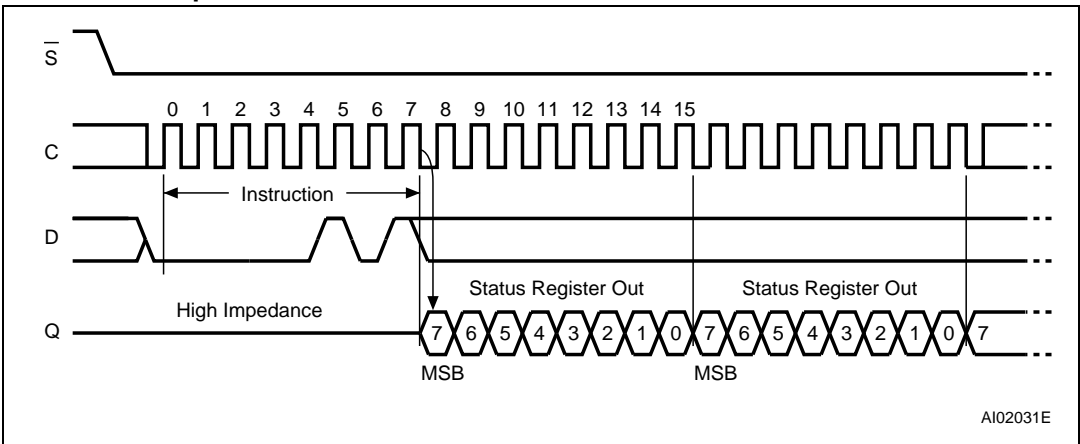 S
0 1 2 3 4 5 6 7 8 9 10 11 12 13 14 15
C
Instruction
D
Status Register Out Status Register Out
High Impedance
Q 7 6 5 4 3 2 1 0 7 6 5 4 3 2 1 0 7
MSB MSB
AI02031E